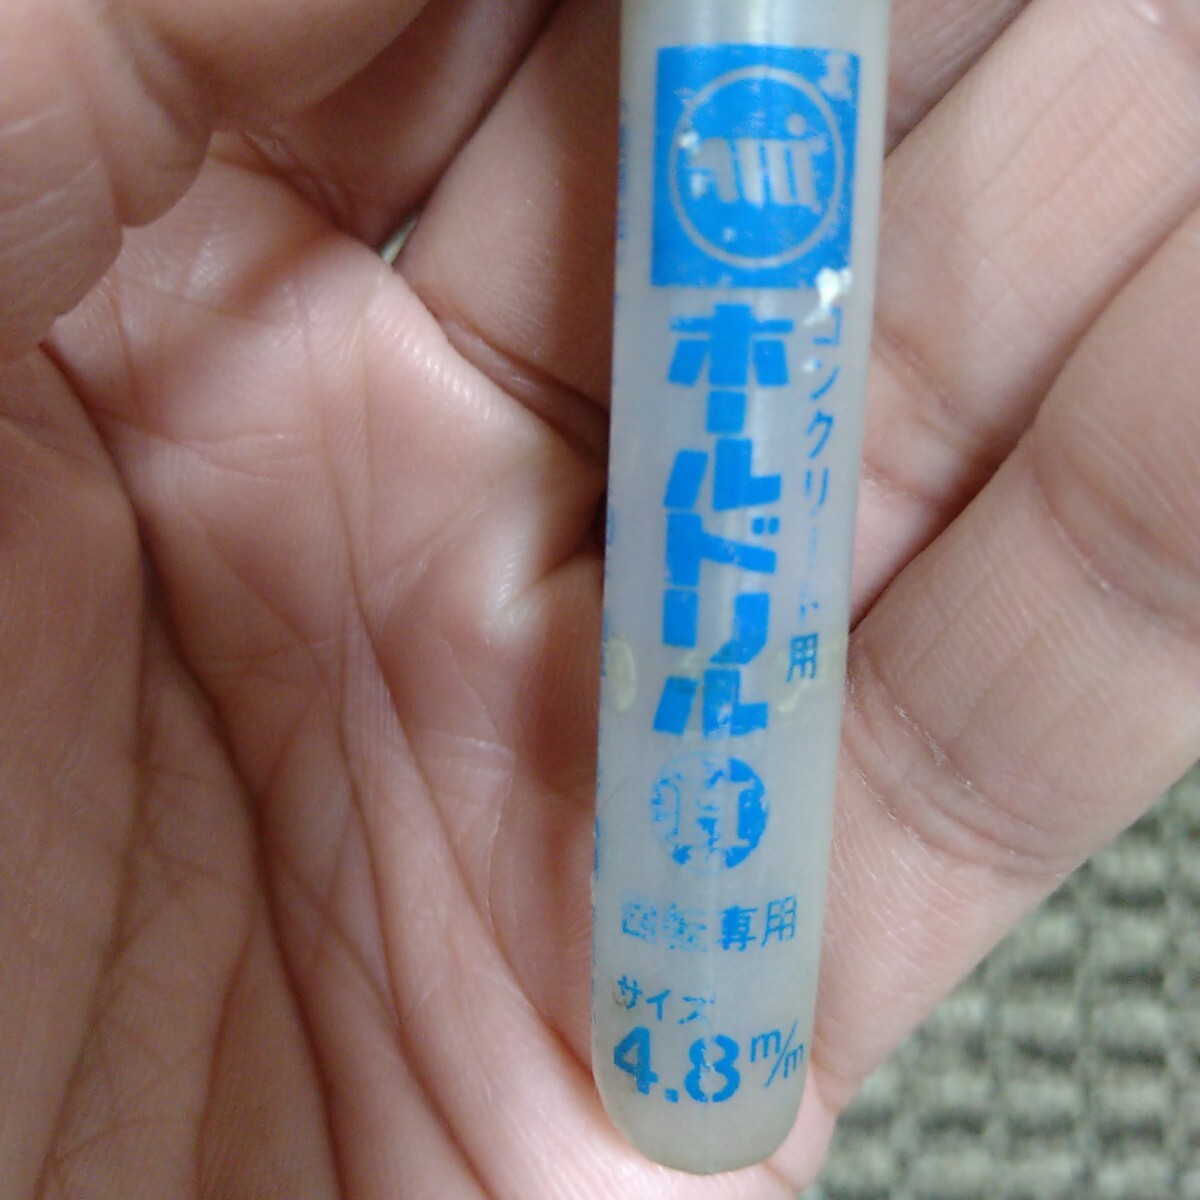 コンクリート用
ホールドリル
回転専用
サイズ
4.8 m/m